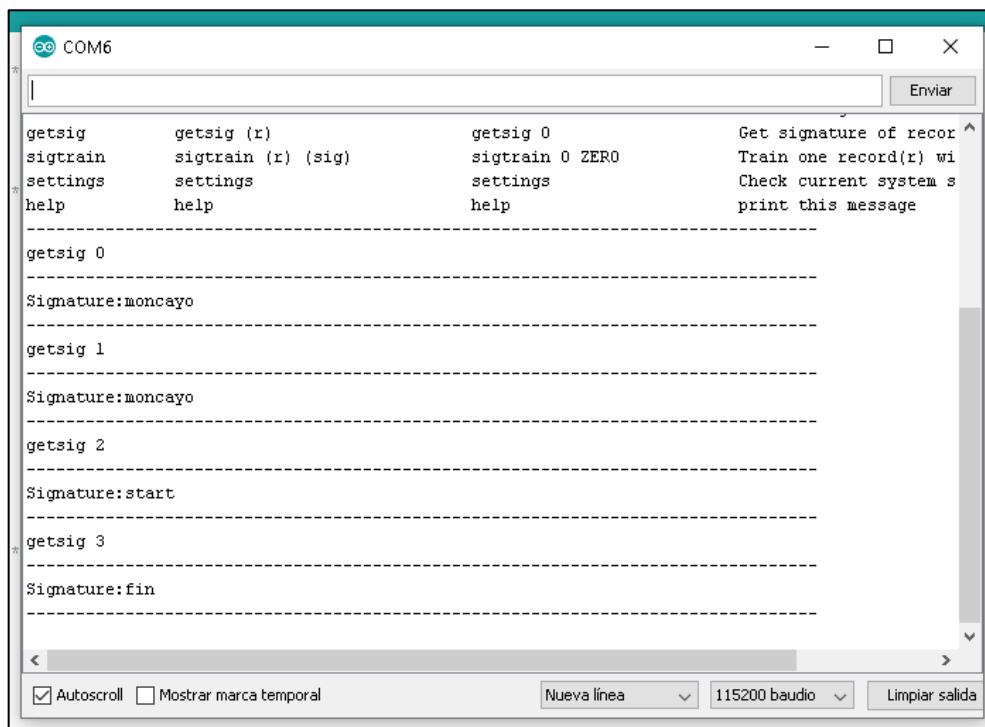 COM6
Enviar
getsig getsig (r) getsig 0 Get signature of recor
sigtrain sigtrain (r) (sig) sigtrain 0 ZERO Train one record(r) wi
settings settings settings Check current system s
help help help print this message
--------------------------------------------------------------------------------
getsig 0
--------------------------------------------------------------------------------
Signature:moncayo
--------------------------------------------------------------------------------
getsig 1
--------------------------------------------------------------------------------
Signature:moncayo
--------------------------------------------------------------------------------
getsig 2
--------------------------------------------------------------------------------
Signature:start
--------------------------------------------------------------------------------
getsig 3
--------------------------------------------------------------------------------
Signature:fin
--------------------------------------------------------------------------------
Autoscroll Mostrar marca temporal Nueva línea 115200 baudio Limpiar salida